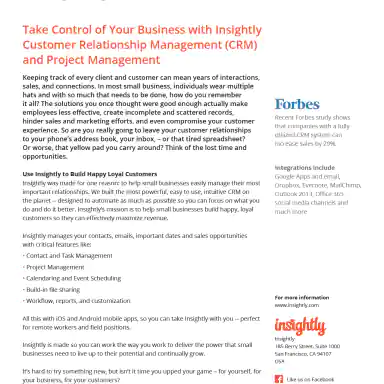 Take Control of Your Business with Insightly
Customer Relationship Management (CRM)
and Project Management
Keeping track of every client and customer can mean years of interactions,
sales, and connections. In most small business, individuals wear multiple
hats and with so much that needs to be done, how do you remember
it all? The solutions you once thought were good enough actually make
employees less effective, create incomplete and scattered records,
hinder sales and marketing efforts, and even compromise your customer
experience. So are you really going to leave your customer relationships
to your phone's address book, your inbox, – or that tired spreadsheet?
Or worse, that yellow pad you carry around? Think of the lost time and
opportunities.
Use Insightly to Build Happy Loyal Customers
Insightly was made for one reason: to help small businesses easily manage their most
important relationships. We built the most powerful, easy to use, intuitive CRM on
the planet – designed to automate as much as possible so you can focus on what you
do and do it better. Insightly's mission is to help small businesses build happy, loyal
customers so they can effectively maximize revenue.
Insightly manages your contacts, emails, important dates and sales opportunities
with critical features like:
• Contact and Task Management
• Project Management
• Calendaring and Event Scheduling
• Build-in file sharing
• Workflow, reports, and customization
All this with iOS and Android mobile apps, so you can take Insightly with you – perfect
for remote workers and field positions.
Insightly is made so you can work the way you work to deliver the power that small
businesses need to live up to their potential and continually grow.
It's hard to try something new, but isn't it time you upped your game – for yourself, for
your business, for your customers?
Forbes
Recent Forbes study shows
that companies with a fully
utilized CRM system can
increase sales by 29%.
Integrations Include
Google Apps and email,
Dropbox, Evernote, MailChimp,
Outlook 2013, Office 365
social media channels and
much more
For more information
www.insightly.com
insightly
Insightly
185 Berry Street, Suite 1000
San Francisco, CA 94107
USA
Like us on Facebook